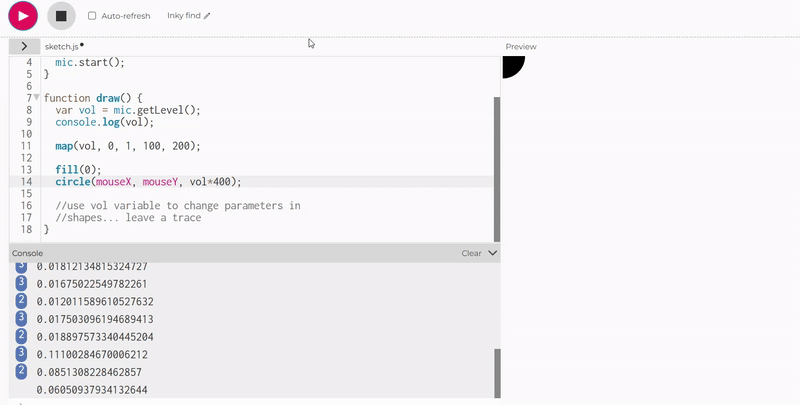 Auto-refresh
Inky find
sketch.js
Preview
4 mic.start();
5 }
6
7 function draw() {
8 var vol = mic.getLevel();
9 console.log(vol);
10
11 map(vol, 0, 1, 100, 200);
12
13 fill(0);
14 circle(mouseX, mouseY, vol*400);
15
16 //use vol variable to change parameters in
17 //shapes... leave a trace
18 }
Console
Clear
3 0.01812134815324727
3 0.01675022549782261
2 0.012011589610527632
3 0.017503096194689413
2 0.018897573340445204
3 0.11100284670006212
2 0.0851308228462857
0.06050937934132644